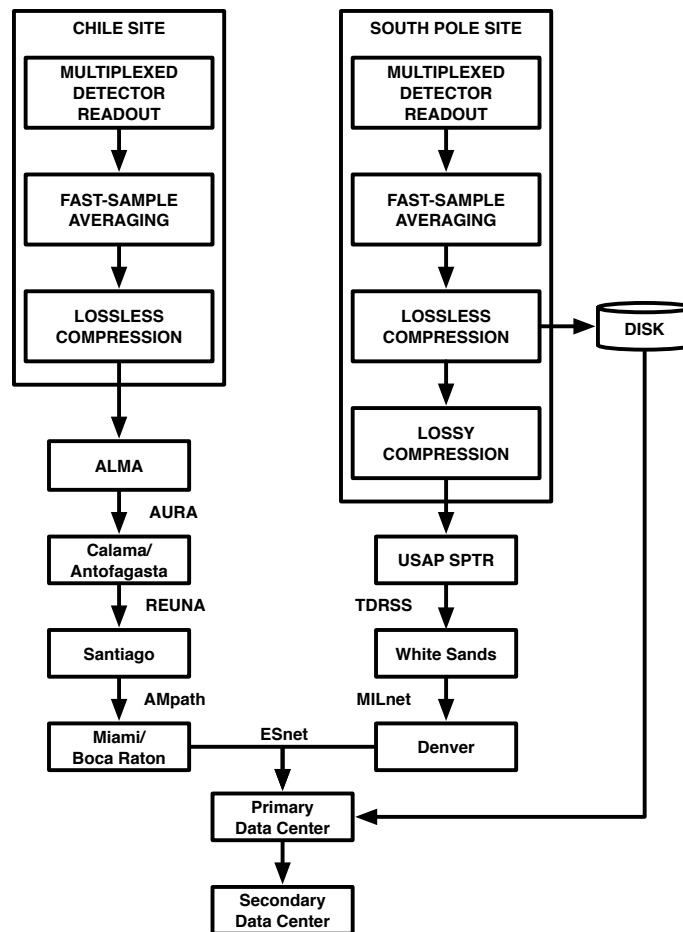 CHILE SITE
MULTIPLEXED
DETECTOR
READOUT
FAST-SAMPLE
AVERAGING
LOSSLESS
COMPRESSION
ALMA
AURA
Calama/
Antofagasta
REUNA
Santiago
AMpath
Miami/
Boca Raton
SOUTH POLE SITE
MULTIPLEXED
DETECTOR
READOUT
FAST-SAMPLE
AVERAGING
LOSSLESS
COMPRESSION
DISK
LOSSY
COMPRESSION
USAP SPTR
TDRSS
White Sands
MILnet
Denver
ESnet
Primary
Data Center
Secondary
Data Center